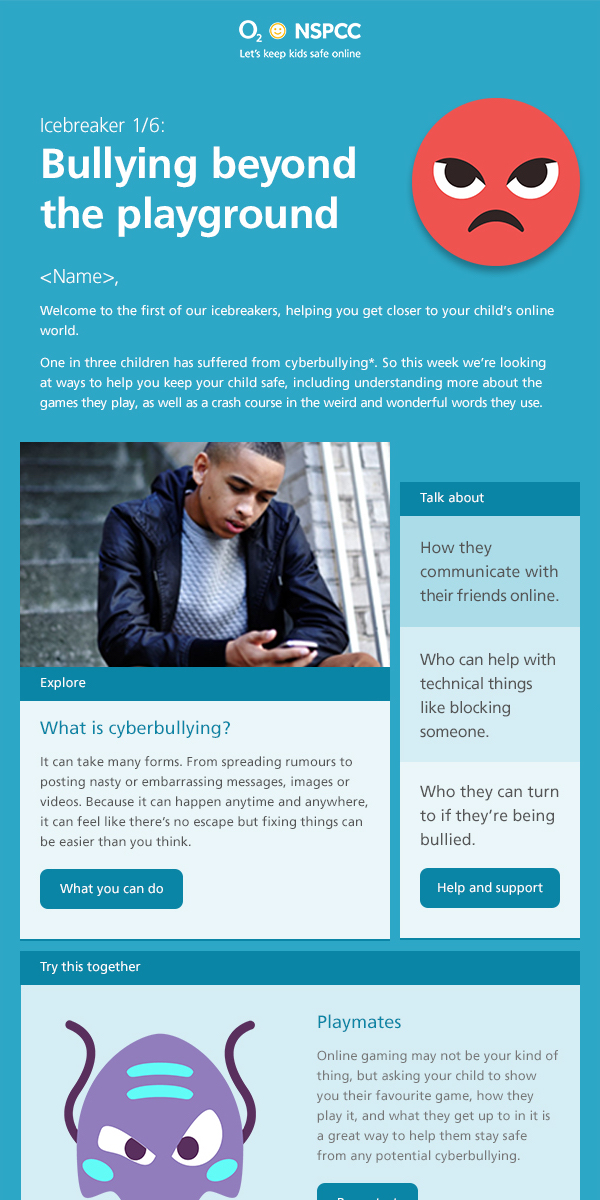 O2 NSPCC
Let's keep kids safe online
Icebreaker 1/6:
Bullying beyond
the playground
<Name>,
Welcome to the first of our icebreakers, helping you get closer to your child's online
world.
One in three children has suffered from cyberbullying*. So this week we're looking
at ways to help you keep your child safe, including understanding more about the
games they play, as well as a crash course in the weird and wonderful words they use.
Explore
What is cyberbullying?
It can take many forms. From spreading rumours to
posting nasty or embarrassing messages, images or
videos. Because it can happen anytime and anywhere,
it can feel like there's no escape but fixing things can
be easier than you think.
What you can do
Talk about
How they
communicate with
their friends online.
Who can help with
technical things
like blocking
someone.
Who they can turn
to if they're being
bullied.
Help and support
Try this together
Playmates
Online gaming may not be your kind of
thing, but asking your child to show
you their favourite game, how they
play it, and what they get up to in it is
a great way to help them stay safe
from any potential cyberbullying.